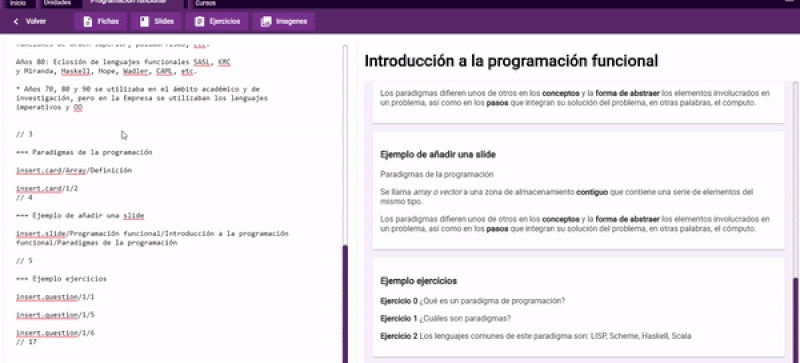 Inicio Unidades Programación funcional Cursos
Volver Fichas Slides Ejercicios Imagenes
funciones de orden superior, polimorfismo, etc.
Años 80: Eclosión de lenguajes funcionales SASL, KRC
y Miranda, Haskell, Hope, Wadler, CAML, etc.
* Años 70, 80 y 90 se utilizaba en el ámbito académico y de
investigación, pero en la Empresa se utilizaban los lenguajes
imperativos y OO
// 3
=== Paradigmas de la programación
insert.card/Array/Definición
insert.card/1/2
// 4
=== Ejemplo de añadir una slide
insert.slide/Programación funcional/Introducción a la programación
funcional/Paradigmas de la programación
// 5
=== Ejemplo ejercicios
insert.question/1/1
insert.question/1/5
insert.question/1/6
// 17
Introducción a la programación funcional
Los paradigmas difieren unos de otros en los conceptos y la forma de abstraer los elementos involucrados en
un problema, así como en los pasos que integran su solución del problema, en otras palabras, el cómputo.
Ejemplo de añadir una slide
Paradigmas de la programación
Se llama array o vector a una zona de almacenamiento contiguo que contiene una serie de elementos del
mismo tipo.
Los paradigmas difieren unos de otros en los conceptos y la forma de abstraer los elementos involucrados en
un problema, así como en los pasos que integran su solución del problema, en otras palabras, el cómputo.
Ejemplo ejercicios
Ejercicio 0 ¿Qué es un paradigma de programación?
Ejercicio 1 ¿Cuáles son paradigmas?
Ejercicio 2 Los lenguajes comunes de este paradigma son: LISP, Scheme, Haskell, Scala